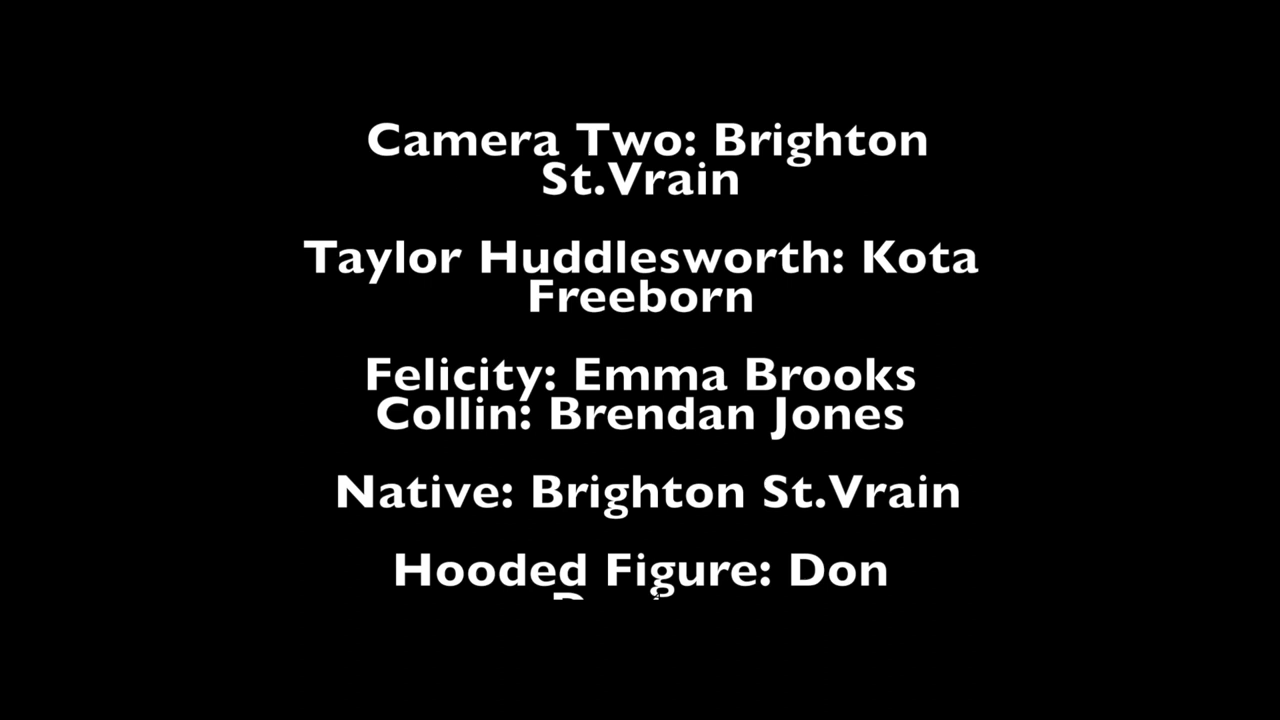 Camera Two: Brighton
St.Vrain
Taylor Huddlesworth: Kota
Freeborn
Felicity: Emma Brooks
Collin: Brendan Jones
Native: Brighton St.Vrain
Hooded Figure: Don